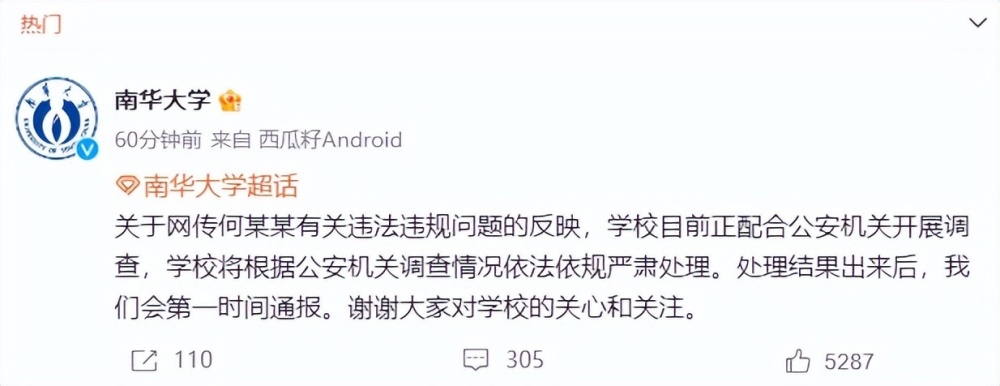 热门
南华大学
60分钟前 来自 西瓜籽Android
南华大学超话
关于网传何某某有关违法违规问题的反映，学校目前正配合公安机关开展调
查，学校将根据公安机关调查情况依法依规严肃处理。处理结果出来后，我
们会第一时间通报。谢谢大家对学校的关心和关注。
110 305 5287